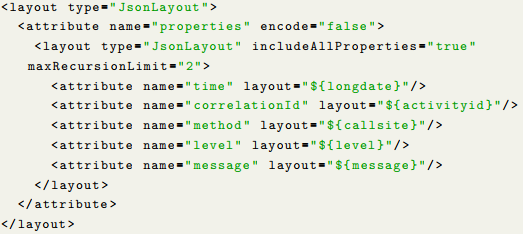 <layout type="JsonLayout">
  <attribute name="properties" encode="false">
    <layout type="JsonLayout" includeAllProperties="true"
   maxRecursionLimit="2">
      <attribute name="time" layout="${longdate}"/>
      <attribute name="correlationId" layout="${activityid}"/>
      <attribute name="method" layout="${callsite}"/>
      <attribute name="level" layout="${level}"/>
      <attribute name="message" layout="${message}"/>
    </layout>
  </attribute>
</layout>